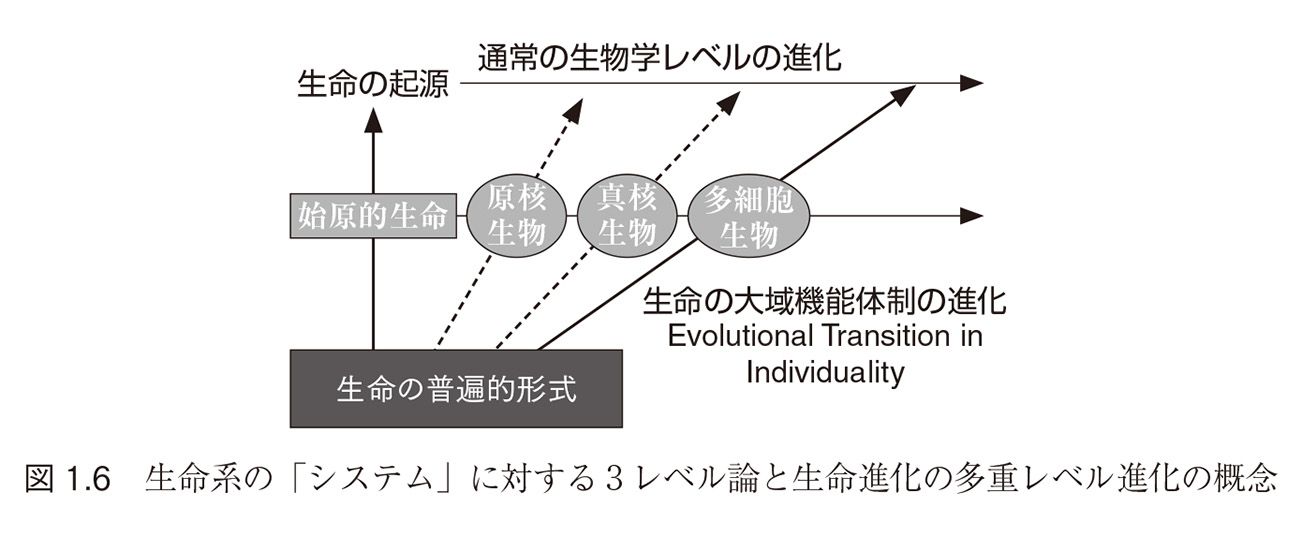 通常の生物学レベルの進化
生命の起源
始原的生命
原核
生物
真核
生物
多細胞
生物
生命の大域機能体制の進化
Evolutional Transition in
Individuality
生命の普遍的形式
図 1.6 生命系の「システム」に対する3レベル論と生命進化の多重レベル進化の概念